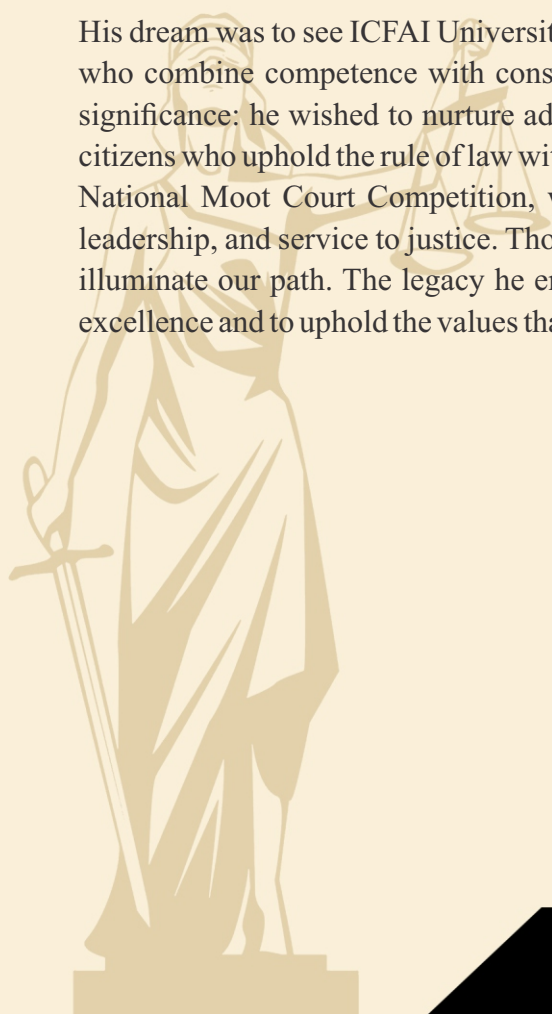 His dream was to see ICFAI Universit
who combine competence with cons
significance: he wished to nurture ad
citizens who uphold the rule of law wit
National Moot Court Competition, 
leadership, and service to justice. Tho
illuminate our path. The legacy he e
excellence and to uphold the values tha